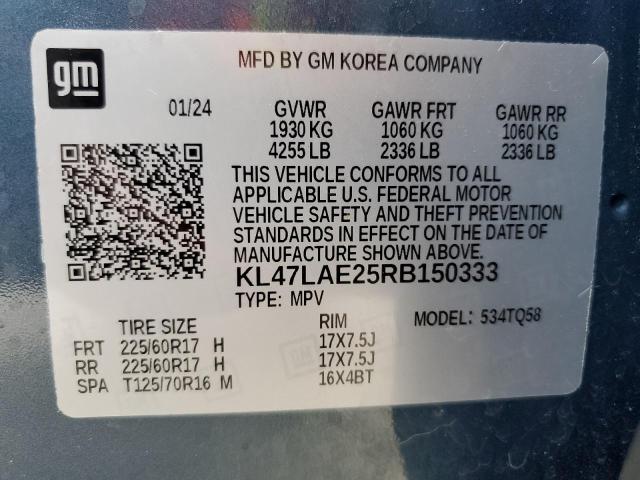 gm
MFD BY GM KOREA COMPANY
01/24 GVWR GAWR FRT GAWR RR
1930 KG 1060 KG 1060 KG
4255 LB 2336 LB 2336 LB
THIS VEHICLE CONFORMS TO ALL
APPLICABLE U.S. FEDERAL MOTOR
VEHICLE SAFETY AND THEFT PREVENTION
STANDARDS IN EFFECT ON THE DATE OF
MANUFACTURE SHOWN ABOVE.
KL47LAE25RB150333
TYPE: MPV
TIRE SIZE RIM MODEL: 534TQ58
FRT 225/60R17 H 17X7.5J
RR 225/60R17 H 17X7.5J
SPA T125/70R16 M 16X4BT